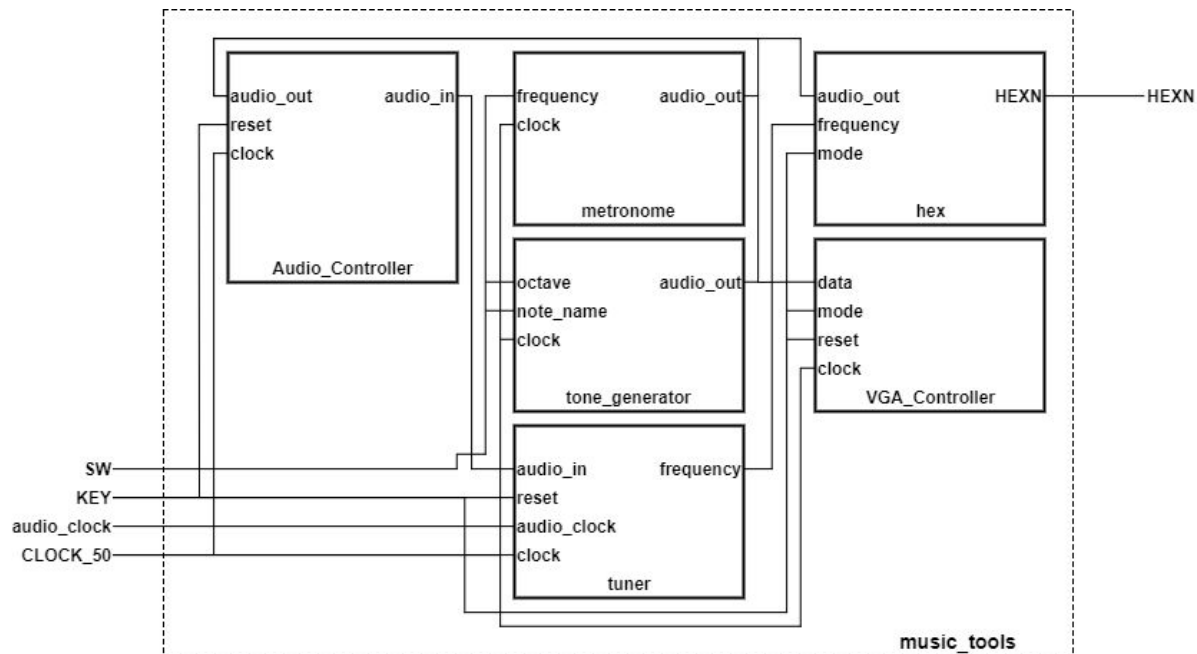 audio_out
audio_in
reset
clock
Audio_Controller
frequency
audio_out
clock
metronome
audio_out
HEXN
frequency
mode
hex
HEXN
octave
audio_out
note_name
clock
tone_generator
data
mode
reset
clock
VGA_Controller
audio_in
frequency
reset
audio_clock
clock
tuner
SW
KEY
audio_clock
CLOCK_50
music_tools